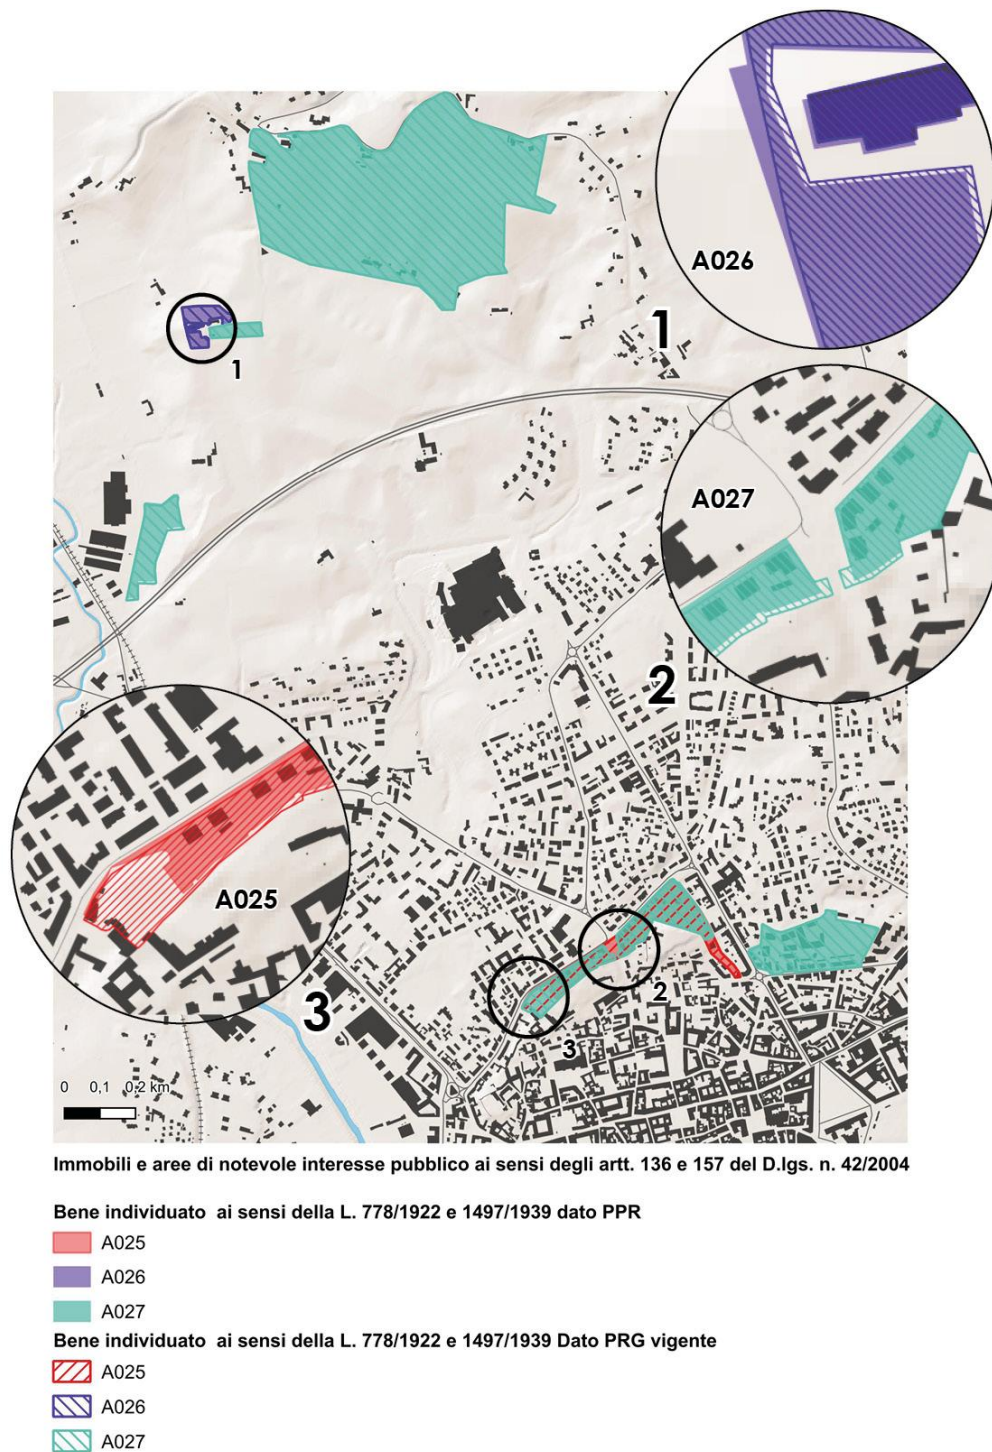 A026
1
1
A027
2
A025
3
2
3
0 0,1 0,2 km
Immobili e aree di notevole interesse pubblico ai sensi degli artt. 136 e 157 del D.lgs. n. 42/2004
Bene individuato ai sensi della L. 778/1922 e 1497/1939 dato PPR
A025
A026
A027
Bene individuato ai sensi della L. 778/1922 e 1497/1939 Dato PRG vigente
A025
A026
A027